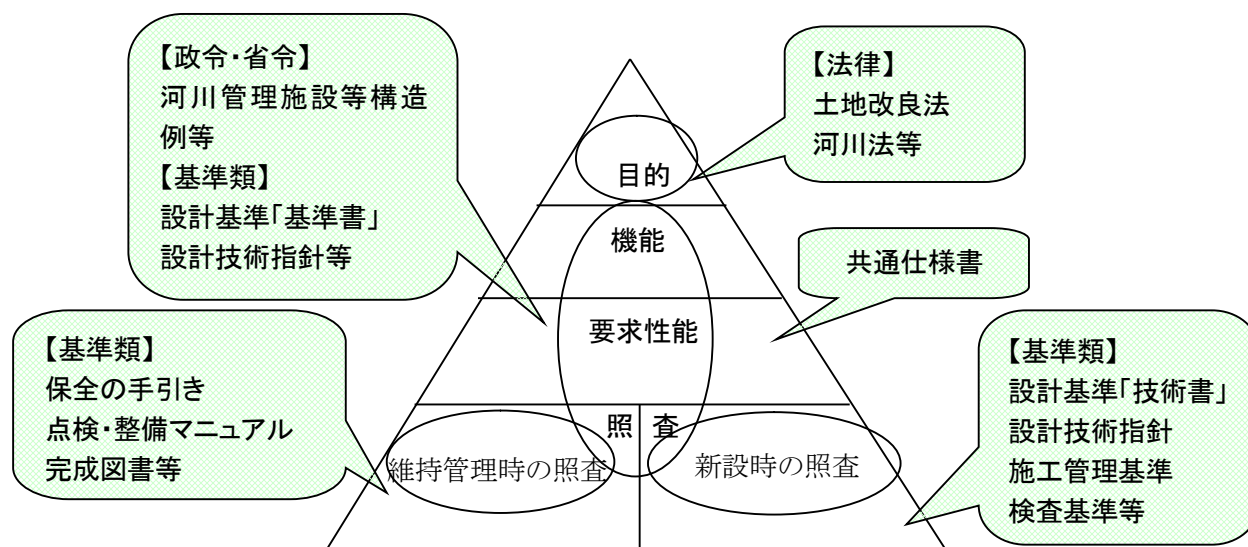 【政令・省令】
河川管理施設等構造
例等
【基準類】
設計基準「基準書」
設計技術指針等
【法律】
土地改良法
河川法等
目的
機能
共通仕様書
要求性能
【基準類】
保全の手引き
点検・整備マニュアル
完成図書等
照 査
維持管理時の照査
新設時の照査
【基準類】
設計基準「技術書」
設計技術指針
施工管理基準
検査基準等